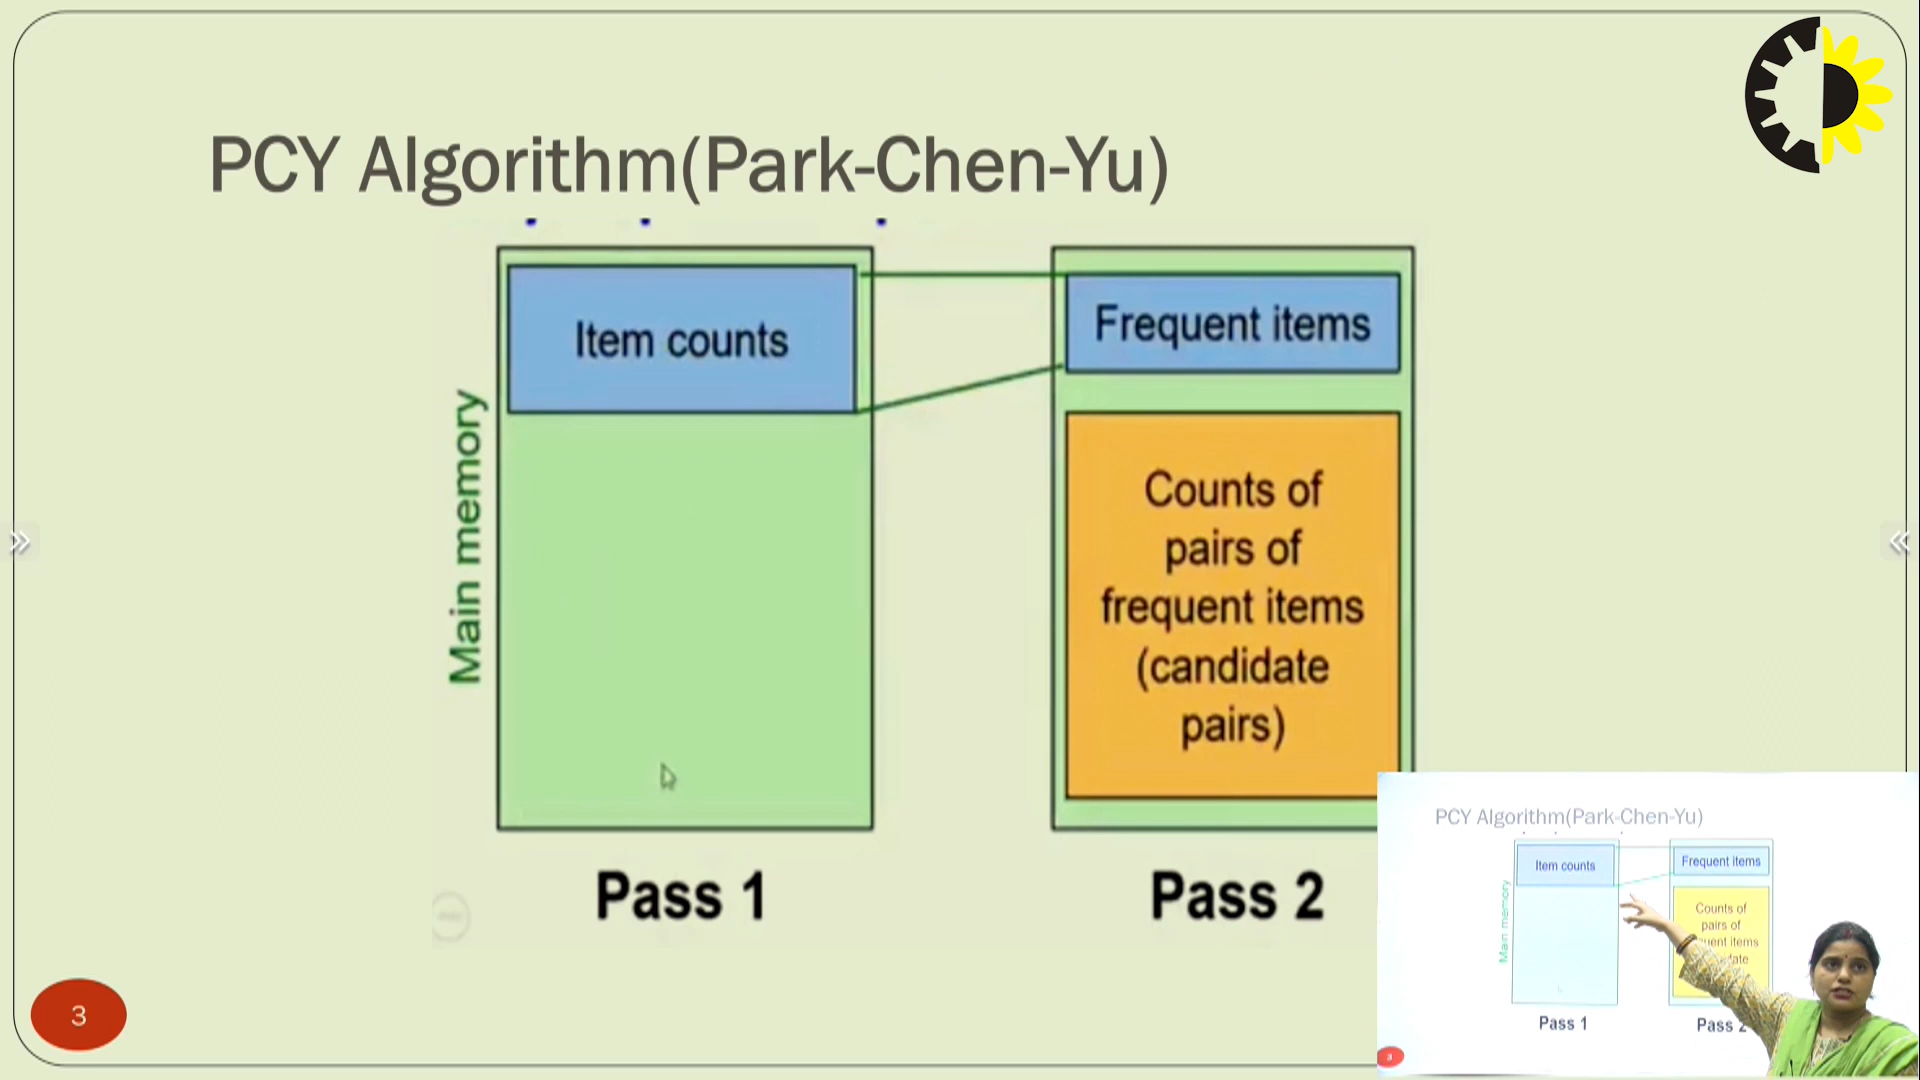 PCY Algorithm(Park-Chen-Yu)
Main memory
Item counts
Pass 1
Frequent items
Counts of
pairs of
frequent items
(candidate
pairs)
Pass 2
3
PCY Algorithm(Park-Chen-Yu)
Main memory
Item counts
Pass 1
Frequent items
Counts of
pairs of
items
Pass 2
3